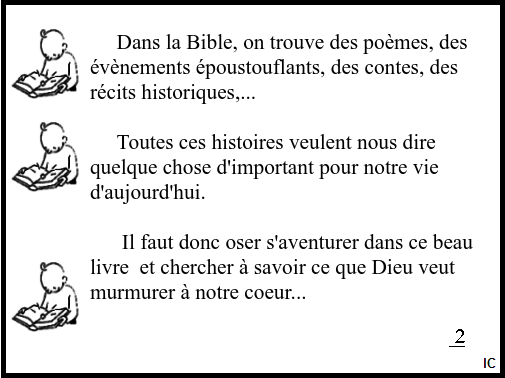 Dans la Bible, on trouve des poèmes, des
évènements époustouflants, des contes, des
récits historiques,...
Toutes ces histoires veulent nous dire
quelque chose d'important pour notre vie
d'aujourd'hui.
Il faut donc oser s'aventurer dans ce beau
livre et chercher à savoir ce que Dieu veut
murmurer à notre coeur...
2
IC